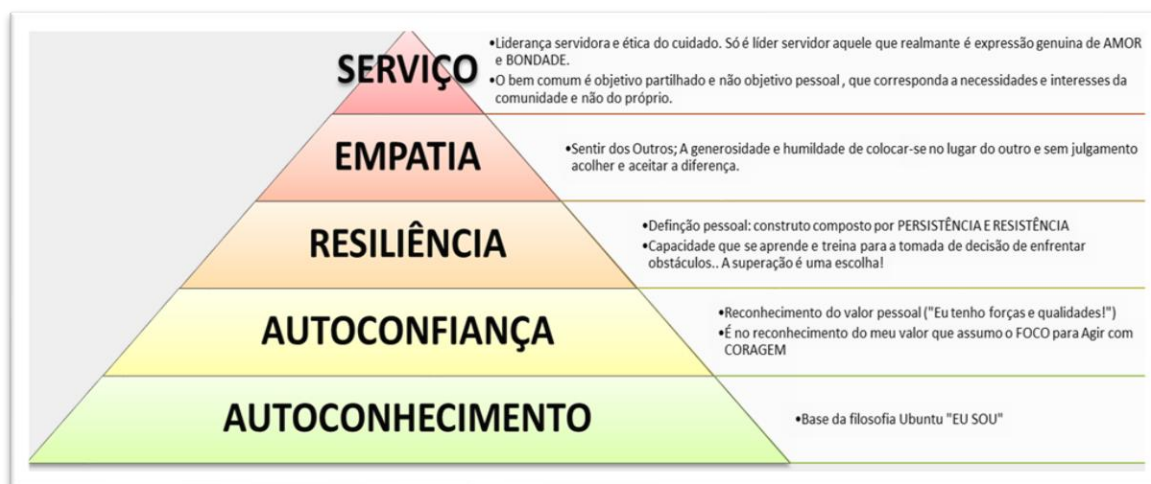 SERVIÇO
•Liderança servidora e ética do cuidado. Só é líder servidor aquele que realmante é expressão genuina de AMOR
e BONDADE.
•O bem comum é objetivo partilhado e não objetivo pessoal , que corresponda a necessidades e interesses da
comunidade e não do próprio.
EMPATIA
•Sentir dos Outros; A generosidade e humildade de colocar-se no lugar do outro e sem julgamento
acolher e aceitar a diferença.
RESILIÊNCIA
•Definção pessoal: construto composto por PERSISTÊNCIA E RESISTÊNCIA
•Capacidade que se aprende e treina para a tomada de decisão de enfrentar
obstáculos.. A superação é uma escolha!
AUTOCONFIANÇA
•Reconhecimento do valor pessoal ("Eu tenho forças e qualidades!")
•É no reconhecimento do meu valor que assumo o FOCO para Agir com
CORAGEM
AUTOCONHECIMENTO
•Base da filosofia Ubuntu "EU SOU"